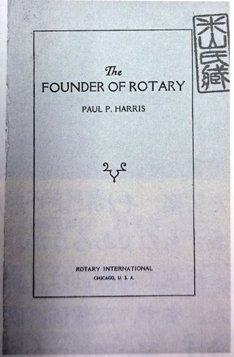 The
FOUNDER OF ROTARY
PAUL P. HARRIS
ROTARY INTERNATIONAL
CHICAGO, U. S. A.
米山氏藏